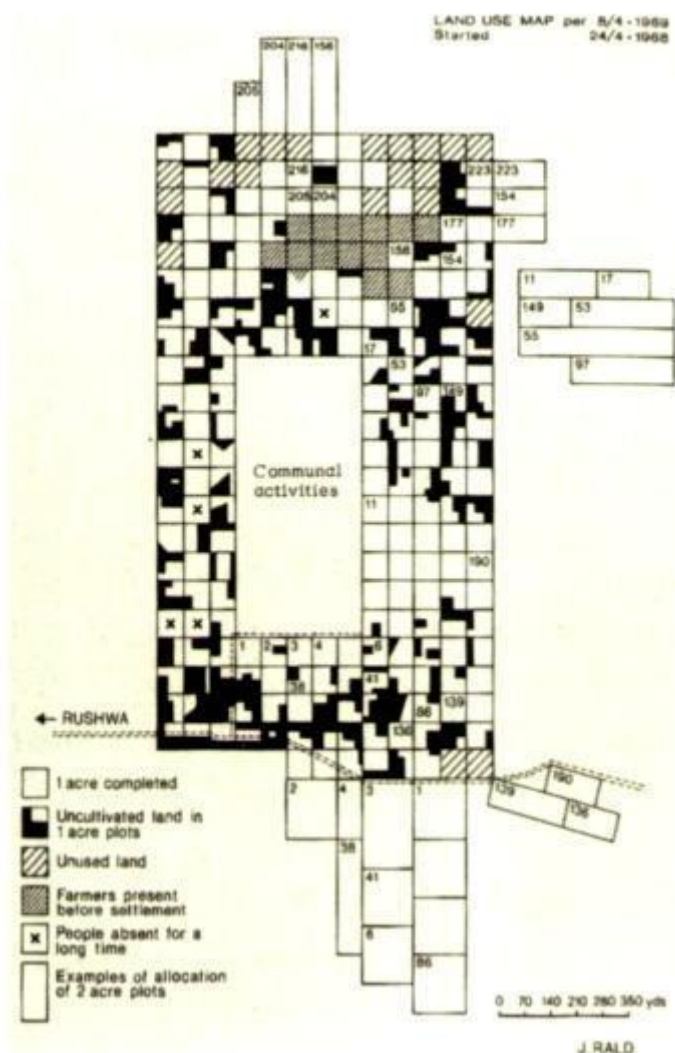 LAND USE MAP per 8/4-1969
Started 24/4-1968
204 216 156
205
216
223 223
205 204
154
177 177
156
154
11 17
55
149 53
55
17
53
97
97 149
Communal
activities
11
190
1 2 3 4 6
41
38
139
86
← RUSHWA
136
190
139
136
2 4 3 1
38
41
6
86
1 acre completed
Uncultivated land in
1 acre plots
Unused land
Farmers present
before settlement
People absent for a
long time
Examples of allocation
of 2 acre plots
0 70 140 210 280 350 yds
J. RALD